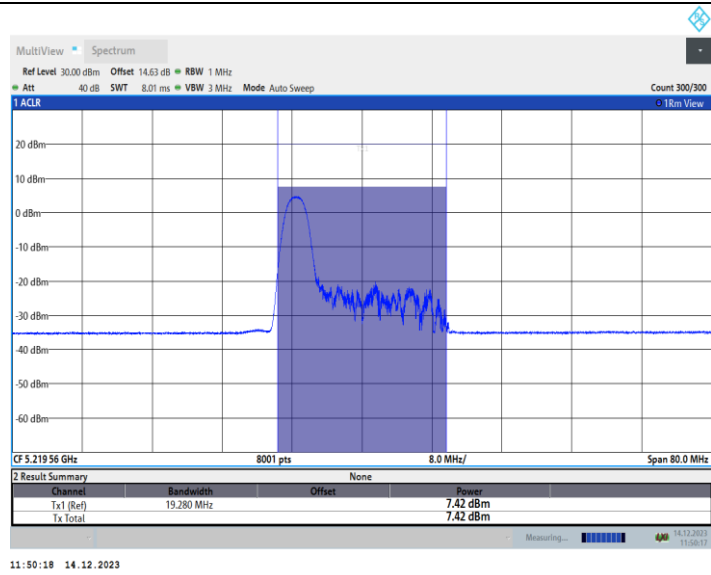 MultiView Spectrum
Ref Level 30.00 dBm Offset 14.63 dB RBW 1 MHz
Att 40 dB SWT 8.01 ms VBW 3 MHz Mode Auto Sweep Count 300/300
1 ACLR 1Rm View
20 dBm
10 dBm
0 dBm
-10 dBm
-20 dBm
-30 dBm
-40 dBm
-50 dBm
-60 dBm
CF 5.219 56 GHz 8001 pts 8.0 MHz/ Span 80.0 MHz
2 Result Summary None
Channel Bandwidth Offset Power
Tx1 (Ref) 19.280 MHz 7.42 dBm
Tx Total 7.42 dBm
Measuring... 14.12.2023
11:50:17
11:50:18 14.12.2023